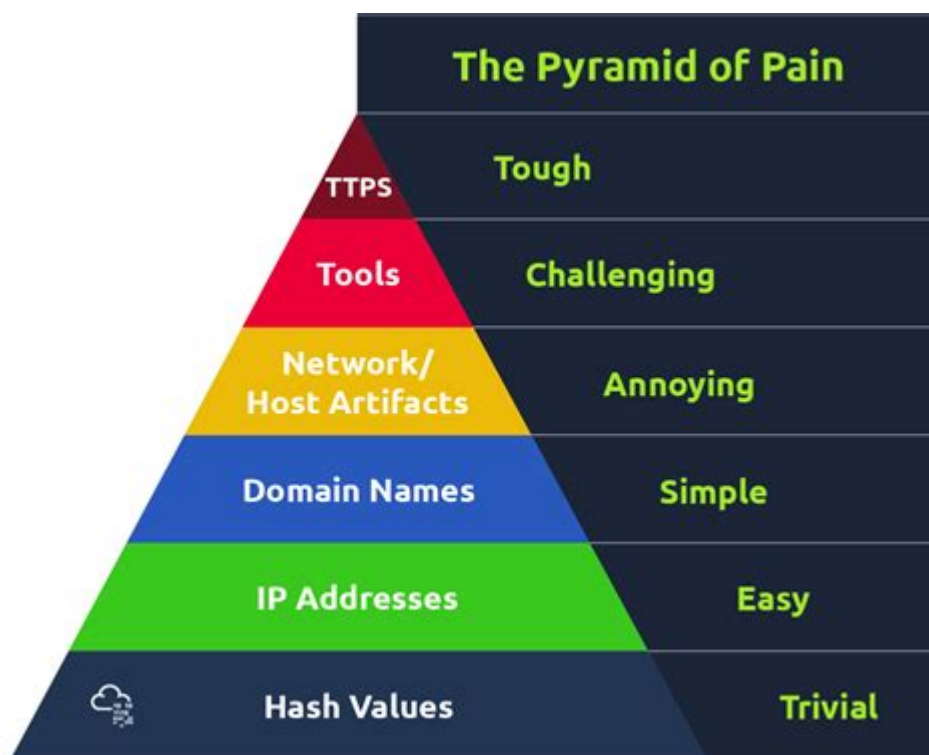 The Pyramid of Pain
TTPS
Tough
Tools
Challenging
Network/
Host Artifacts
Annoying
Domain Names
Simple
IP Addresses
Easy
Hash Values
Trivial